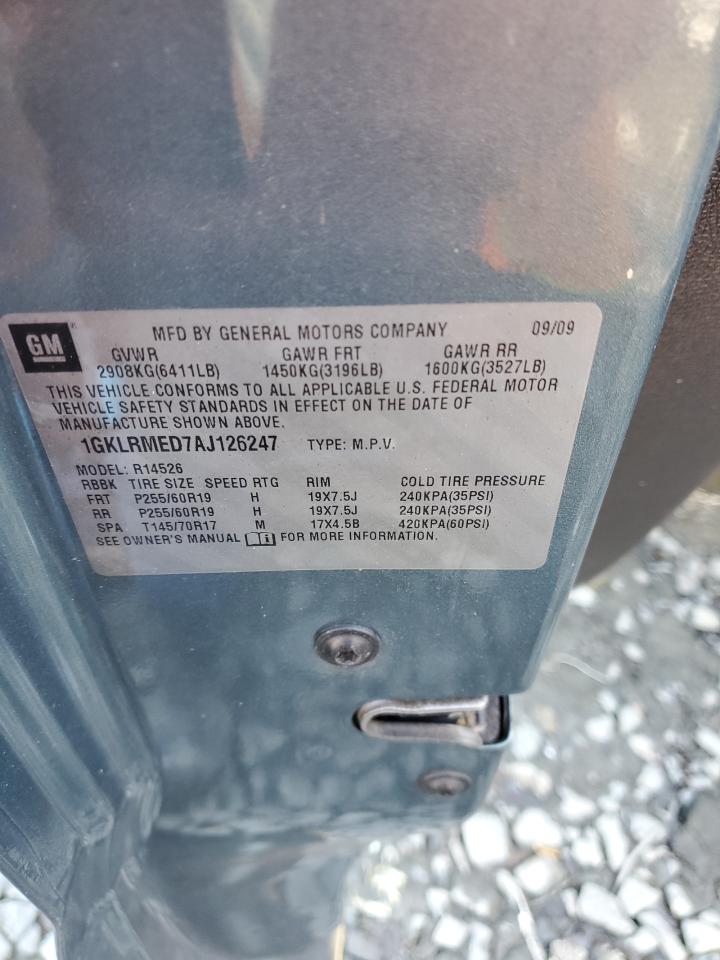 GM
MFD BY GENERAL MOTORS COMPANY 09/09
GVWR GAWR FRT GAWR RR
2908KG(6411LB) 1450KG(3196LB) 1600KG(3527LB)
THIS VEHICLE CONFORMS TO ALL APPLICABLE U.S. FEDERAL MOTOR
VEHICLE SAFETY STANDARDS IN EFFECT ON THE DATE OF
MANUFACTURE SHOWN ABOVE.
1GKLRMED7AJ126247 TYPE: M.P.V.
MODEL: R14526
RBBK TIRE SIZE SPEED RTG RIM COLD TIRE PRESSURE
FRT P255/60R19 H 19X7.5J 240KPA(35PSI)
RR P255/60R19 H 19X7.5J 240KPA(35PSI)
SPA T145/70R17 M 17X4.5B 420KPA(60PSI)
SEE OWNER'S MANUAL FOR MORE INFORMATION.